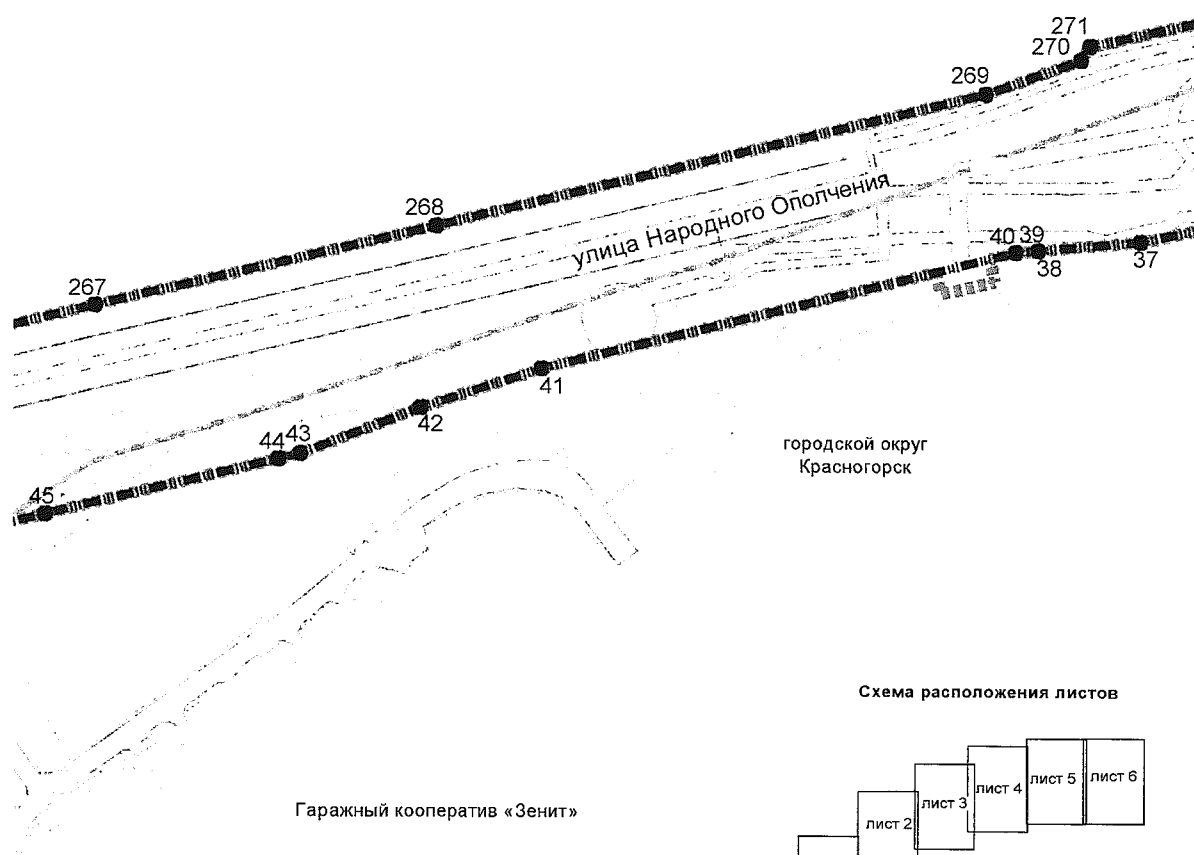 271
270
269
268
улица Народного Ополчения
267
40 39
38
37
41
42
44 43
45
городской округ
Красногорск
Схема расположения листов
лист 2
лист 3
лист 4
лист 5
лист 6
Гаражный кооператив «Зенит»